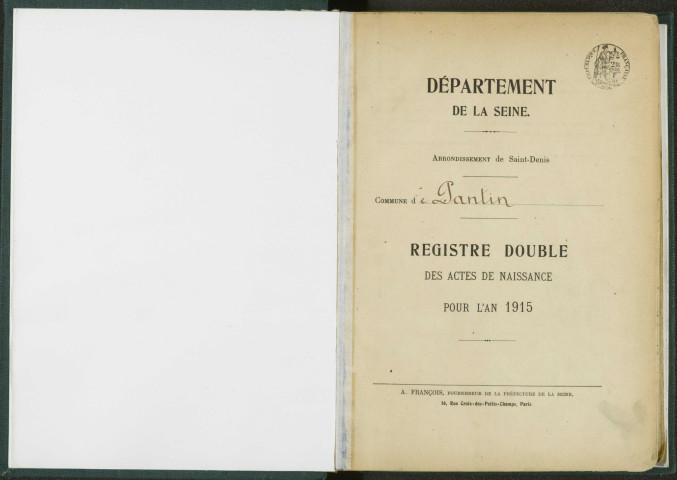 DÉPARTEMENT
DE LA SEINE.
ARRONDISSEMENT de Saint-Denis
COMMUNE de Pantin
REGISTRE DOUBLE
DES ACTES DE NAISSANCE
POUR L'AN 1915
A. FRANÇOIS, FOURNISSEUR DE LA PRÉFECTURE DE LA SEINE,
Rue Croix-des-Petits-Champs, Paris